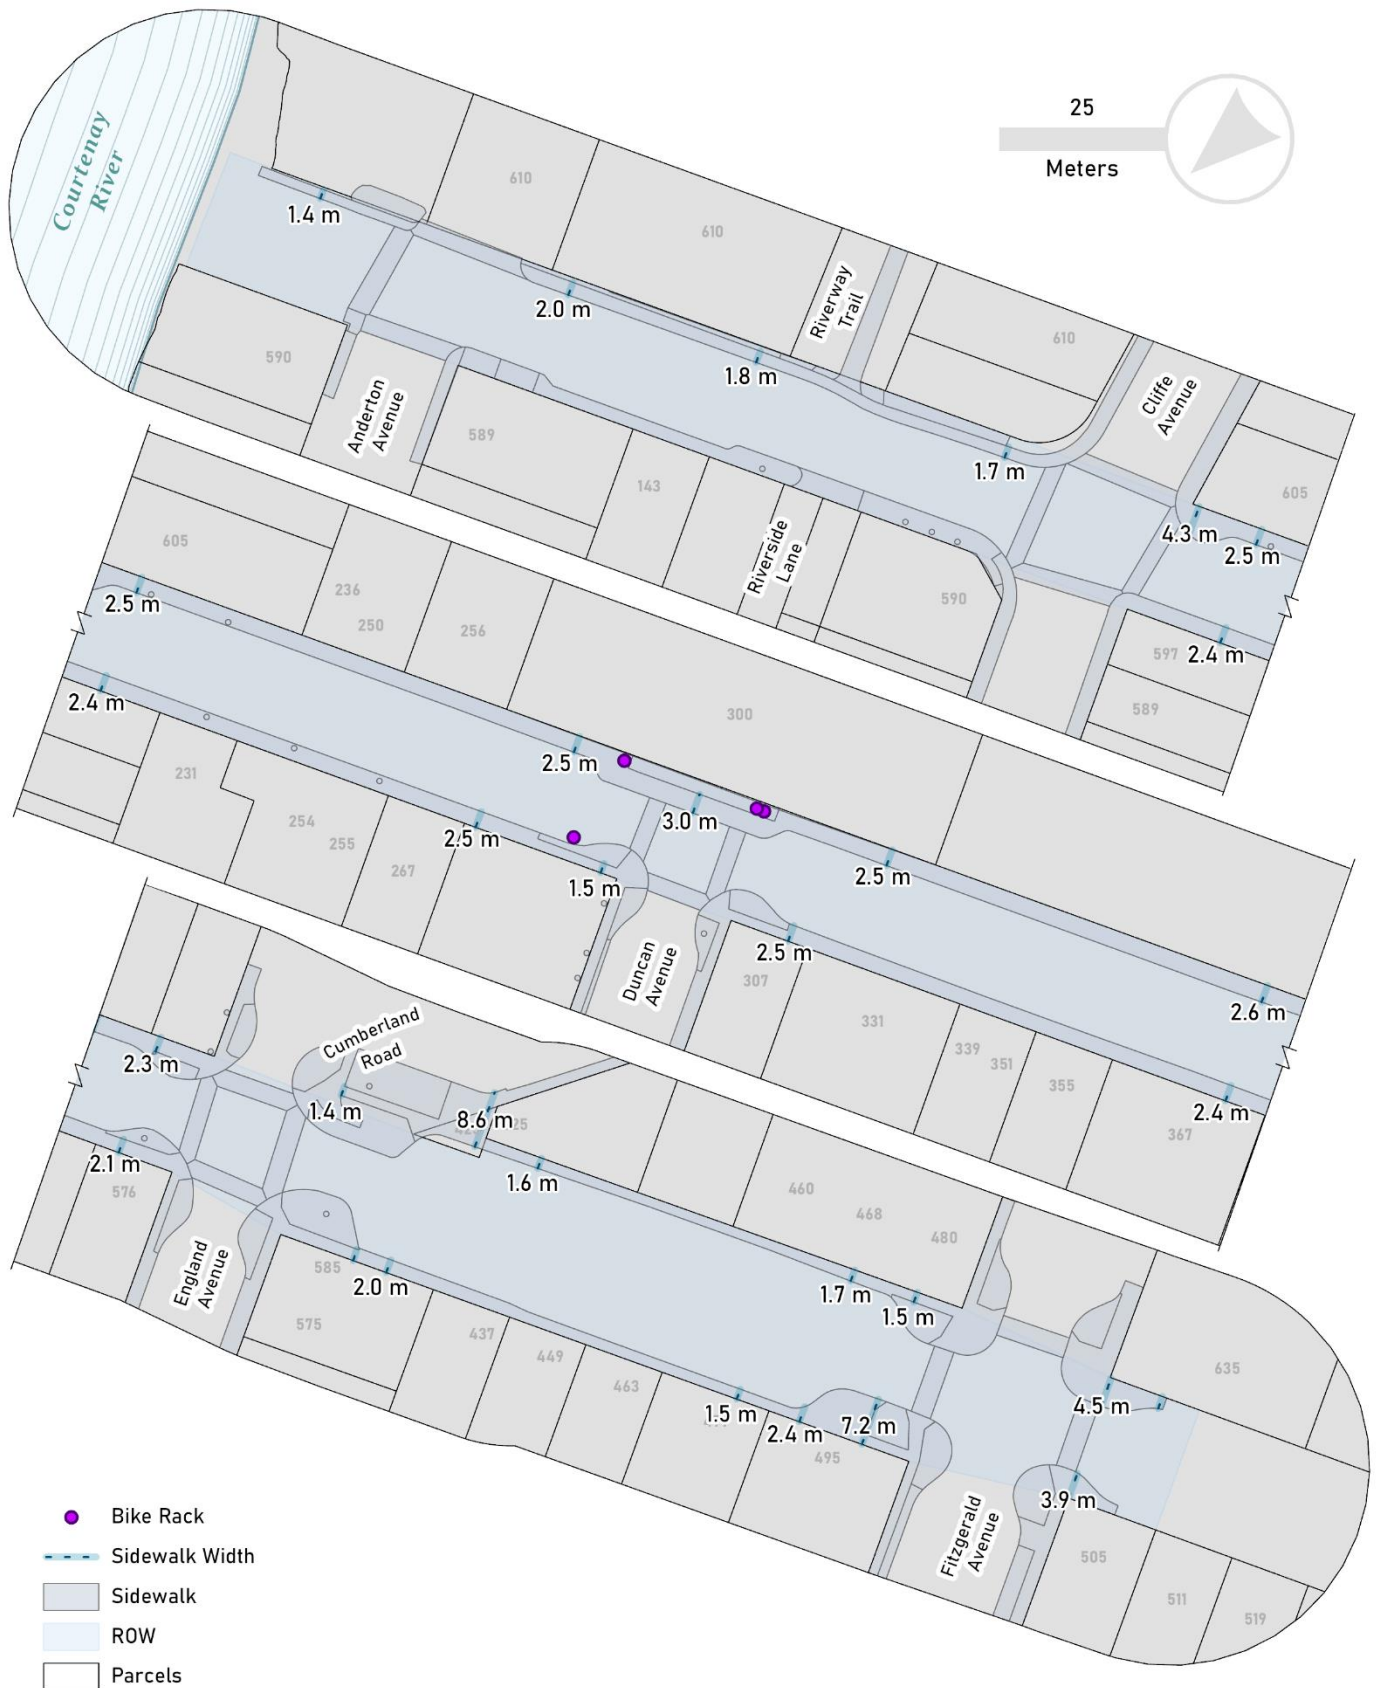 25
Meters
Courtenay
River
610
1.4 m
610
2.0 m
Riverway
Trail
1.8 m
610
Cliffe
Avenue
590
Anderton
Avenue
589
143
1.7 m
605
4.3 m
2.5 m
Riverside
Lane
590
597
2.4 m
589
605
2.5 m
236
250
256
2.4 m
300
2.5 m
231
3.0 m
254
255
2.5 m
267
1.5 m
2.5 m
Duncan
Avenue
2.5 m
307
2.6 m
331
339
351
355
2.4 m
367
Cumberland
Road
2.3 m
1.4 m
8.6 m
25
2.1 m
576
1.6 m
460
468
480
England
Avenue
585
2.0 m
1.7 m
1.5 m
575
437
449
463
635
1.5 m
2.4 m
7.2 m
4.5 m
495
3.9 m
Fitzgerald
Avenue
505
511
519
Bike Rack
Sidewalk Width
Sidewalk
ROW
Parcels